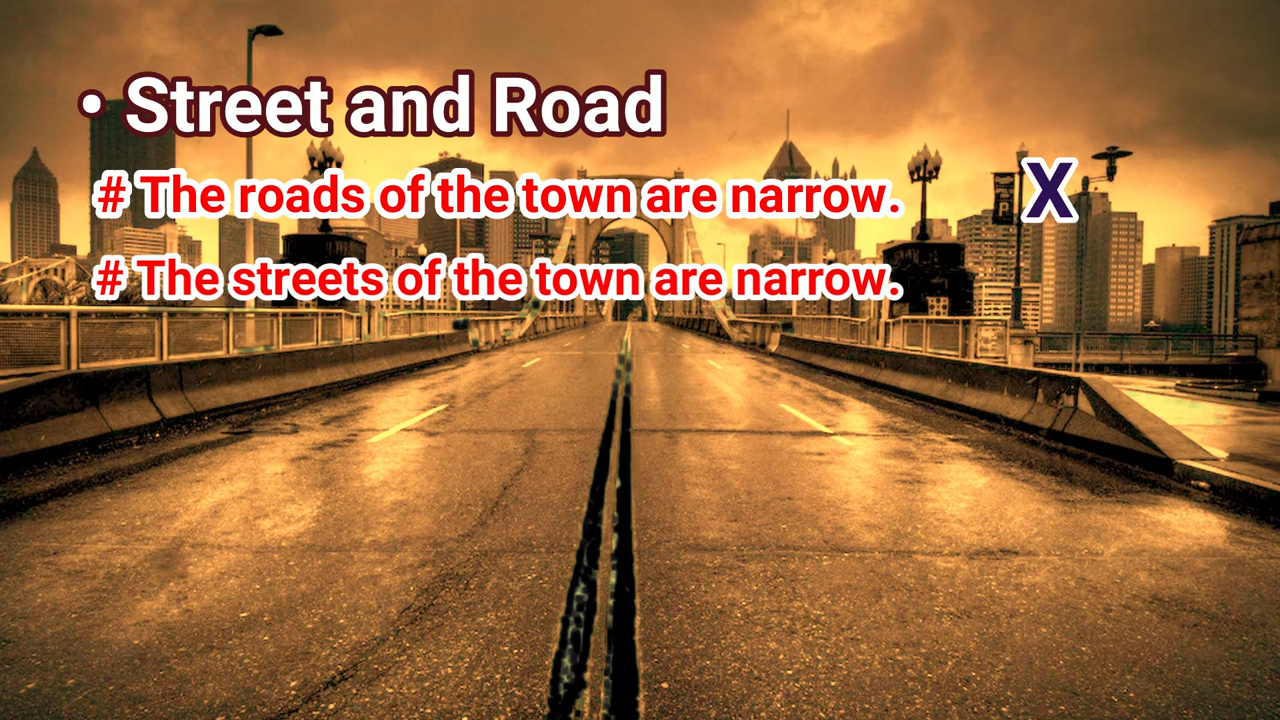 • Street and Road
# The roads of the town are narrow. X
# The streets of the town are narrow.